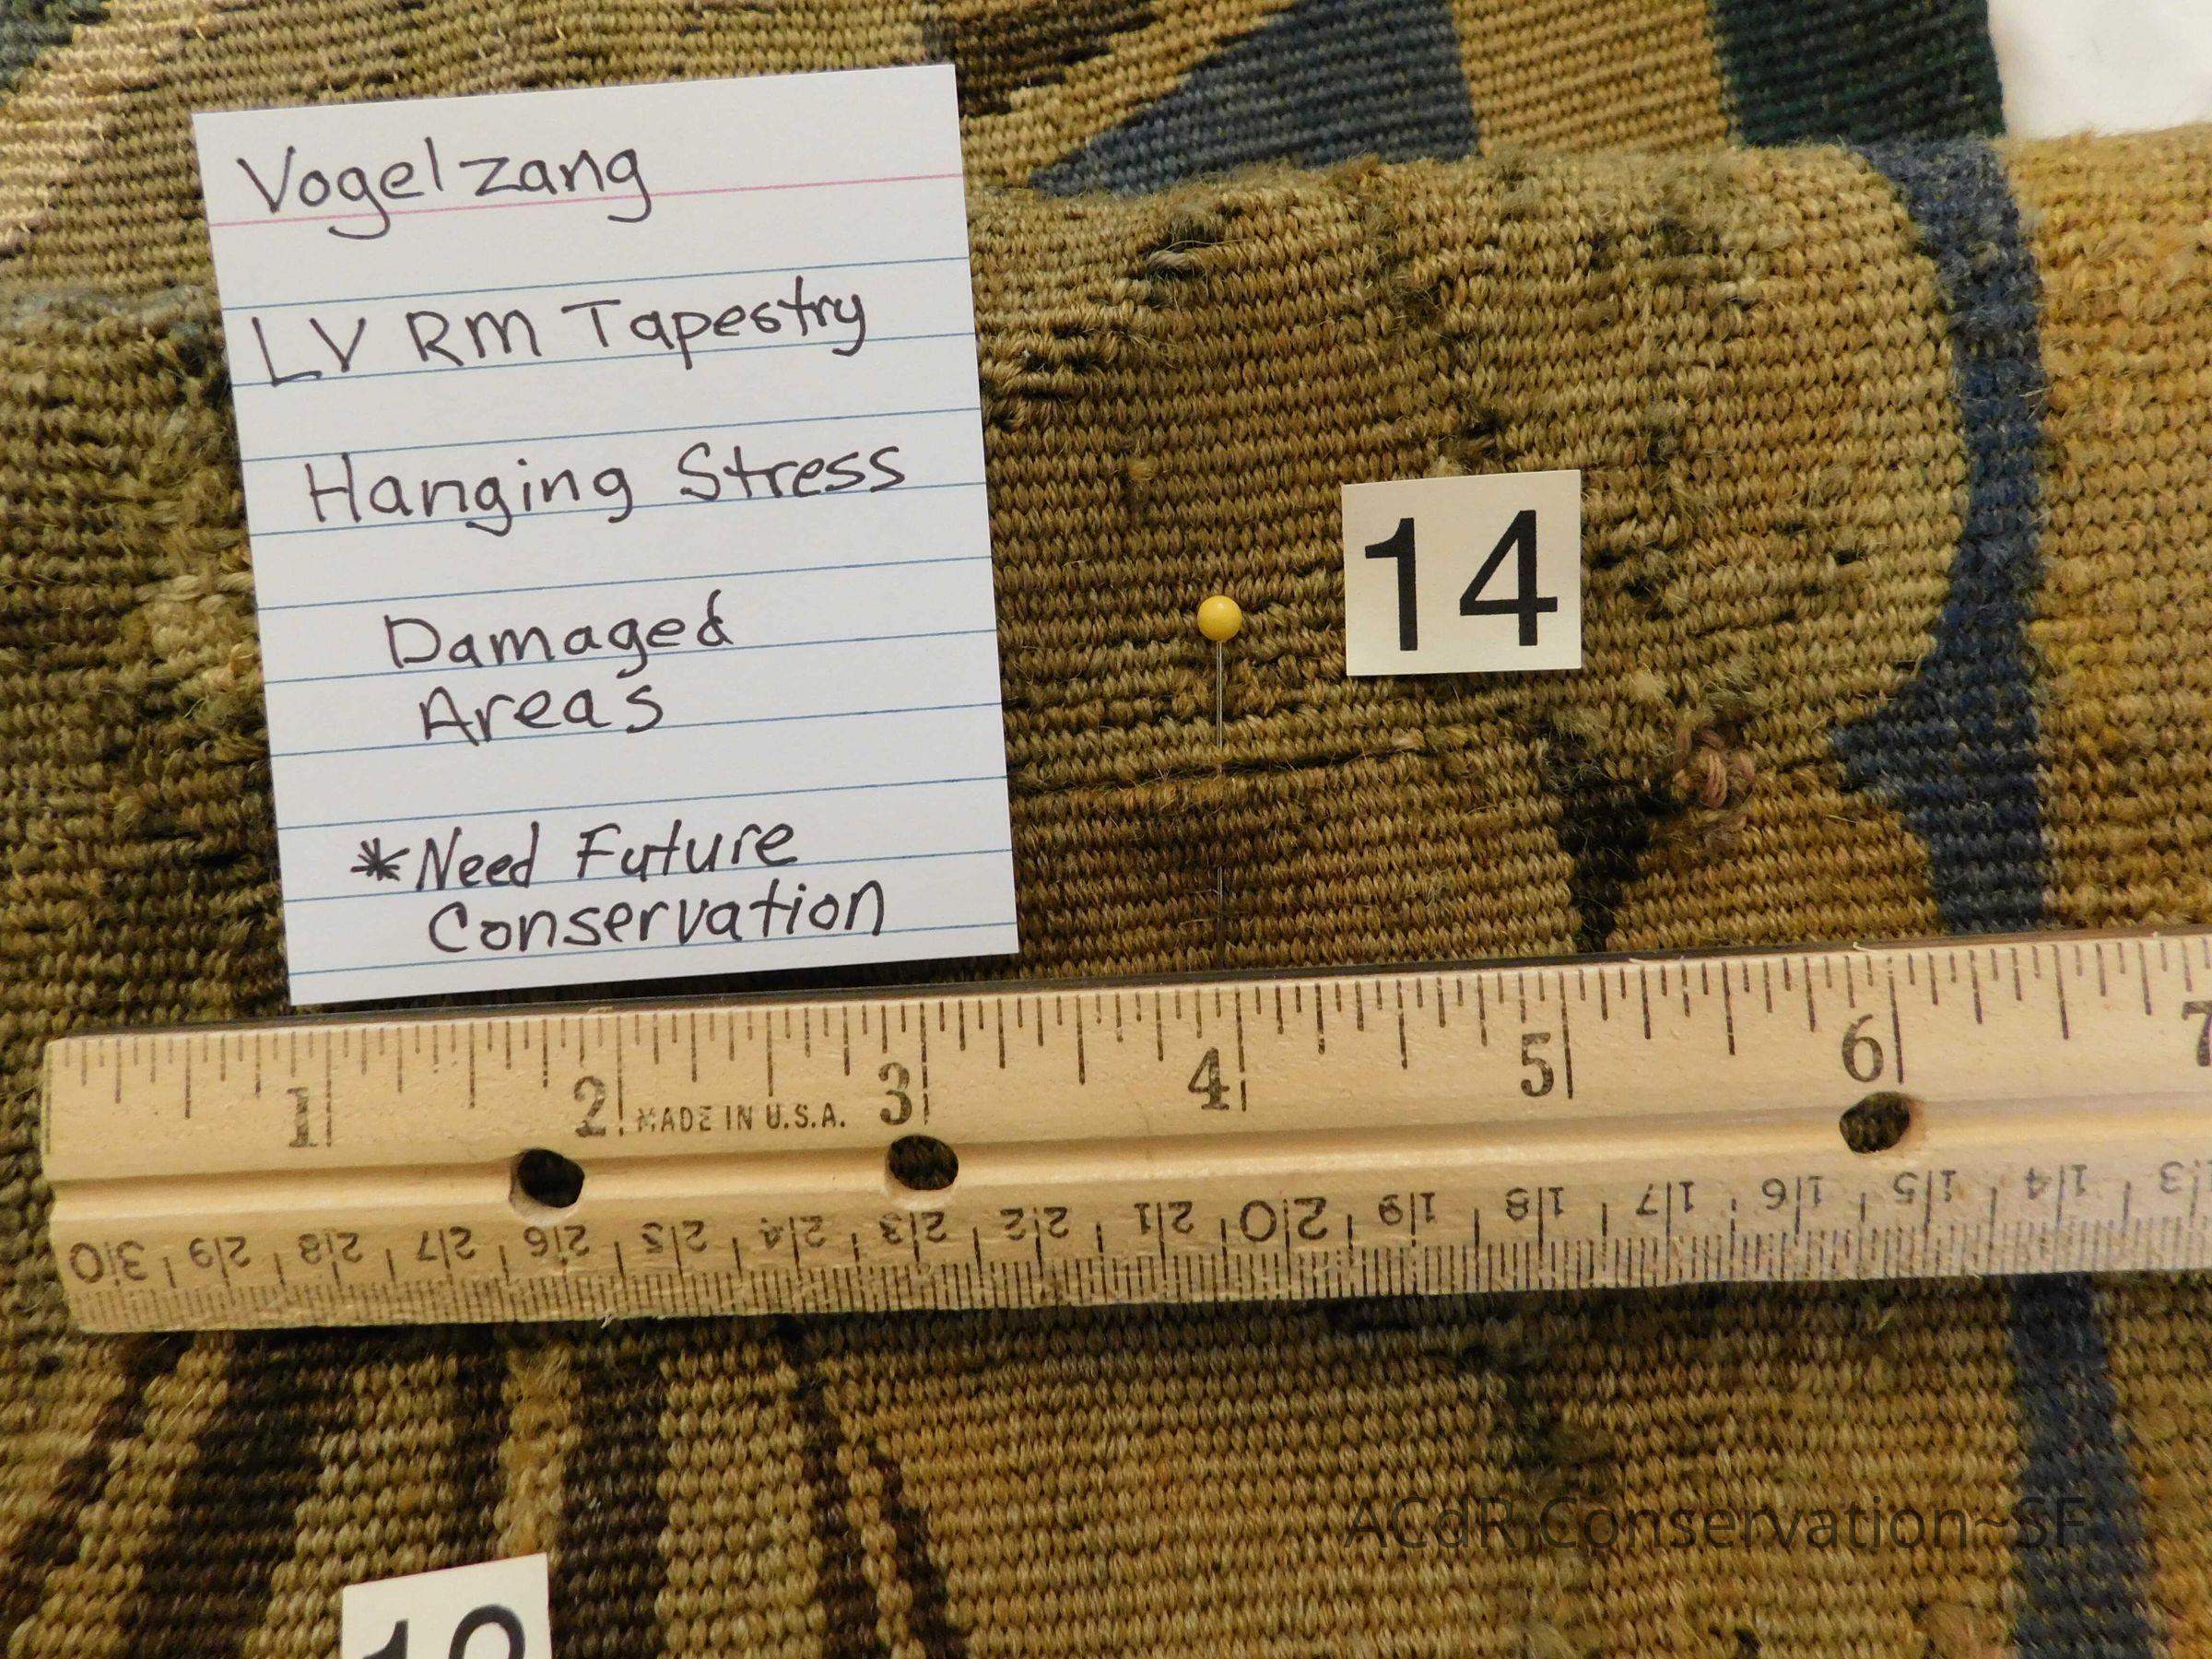 Vogelzang
LV RM Tapestry
Hanging Stress
Damaged
Areas
*Need Future
Conservation
14
1 2 MADE IN U.S.A. 3 4 5 6 7
30 29 28 27 26 25 24 23 22 21 20 19 18 17 16 15 14 13
ACdR Conservation~SF